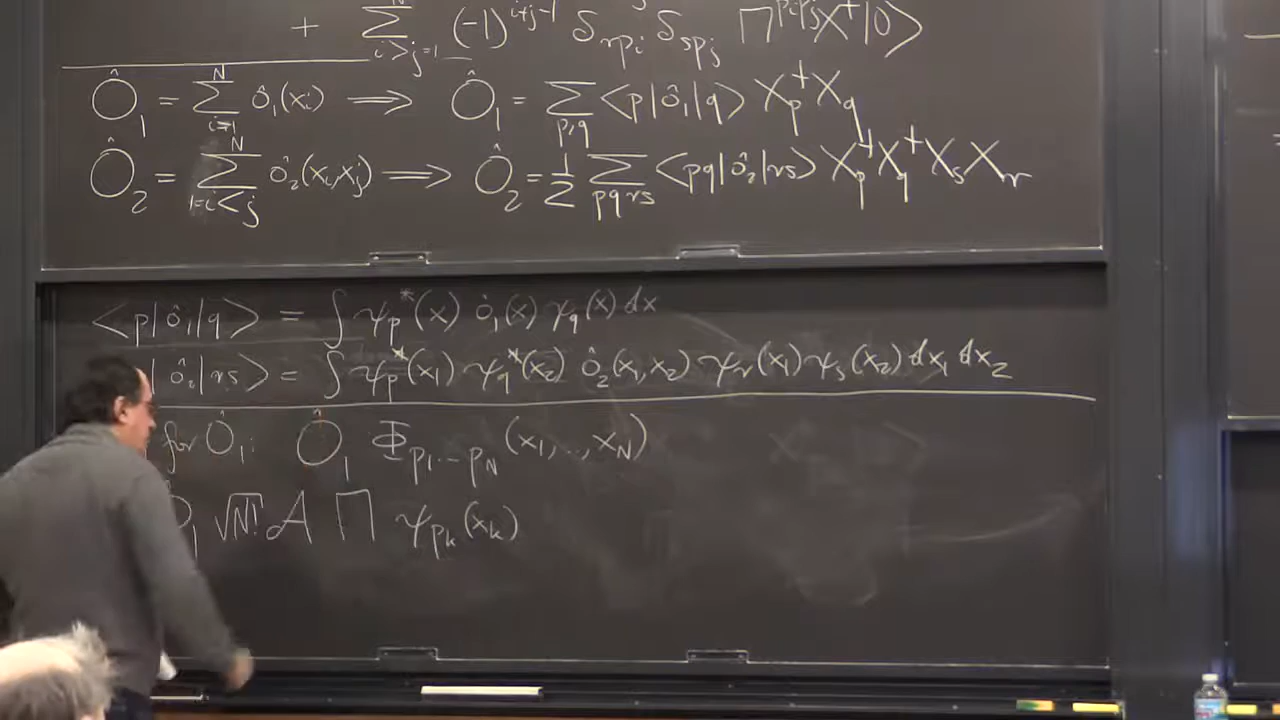 + Σ_{i>j=1}^{N} (-1)^{i+j-1} δ_{rp_i} δ_{sp_j} Π^{p_i p_j} X^+ |0⟩
Ô_1 = Σ_{i=1}^{N} ô_1(x_i) ⟹ Ô_1 = Σ_{p,q} <p|ô_1|q> X_p^+ X_q
Ô_2 = Σ_{1=i<j}^{N} ô_2(x_i,x_j) ⟹ Ô_2 = 1/2 Σ_{pqrs} <pq|ô_2|rs> X_p^+ X_q^+ X_s X_r
<p|ô_1|q> = ∫ψ_p^*(x) ô_1(x) ψ_q(x) dx
|ô_2|rs> = ∫ψ_p^*(x_1) ψ_q^*(x_2) ô_2(x_1,x_2) ψ_r(x_1) ψ_s(x_2) dx_1 dx_2
for Ô_1: Ô_1 Φ_{p_1...p_N} (x_1,..,x_N)
Ô_1 √N! A Π ψ_{p_k}(x_k)